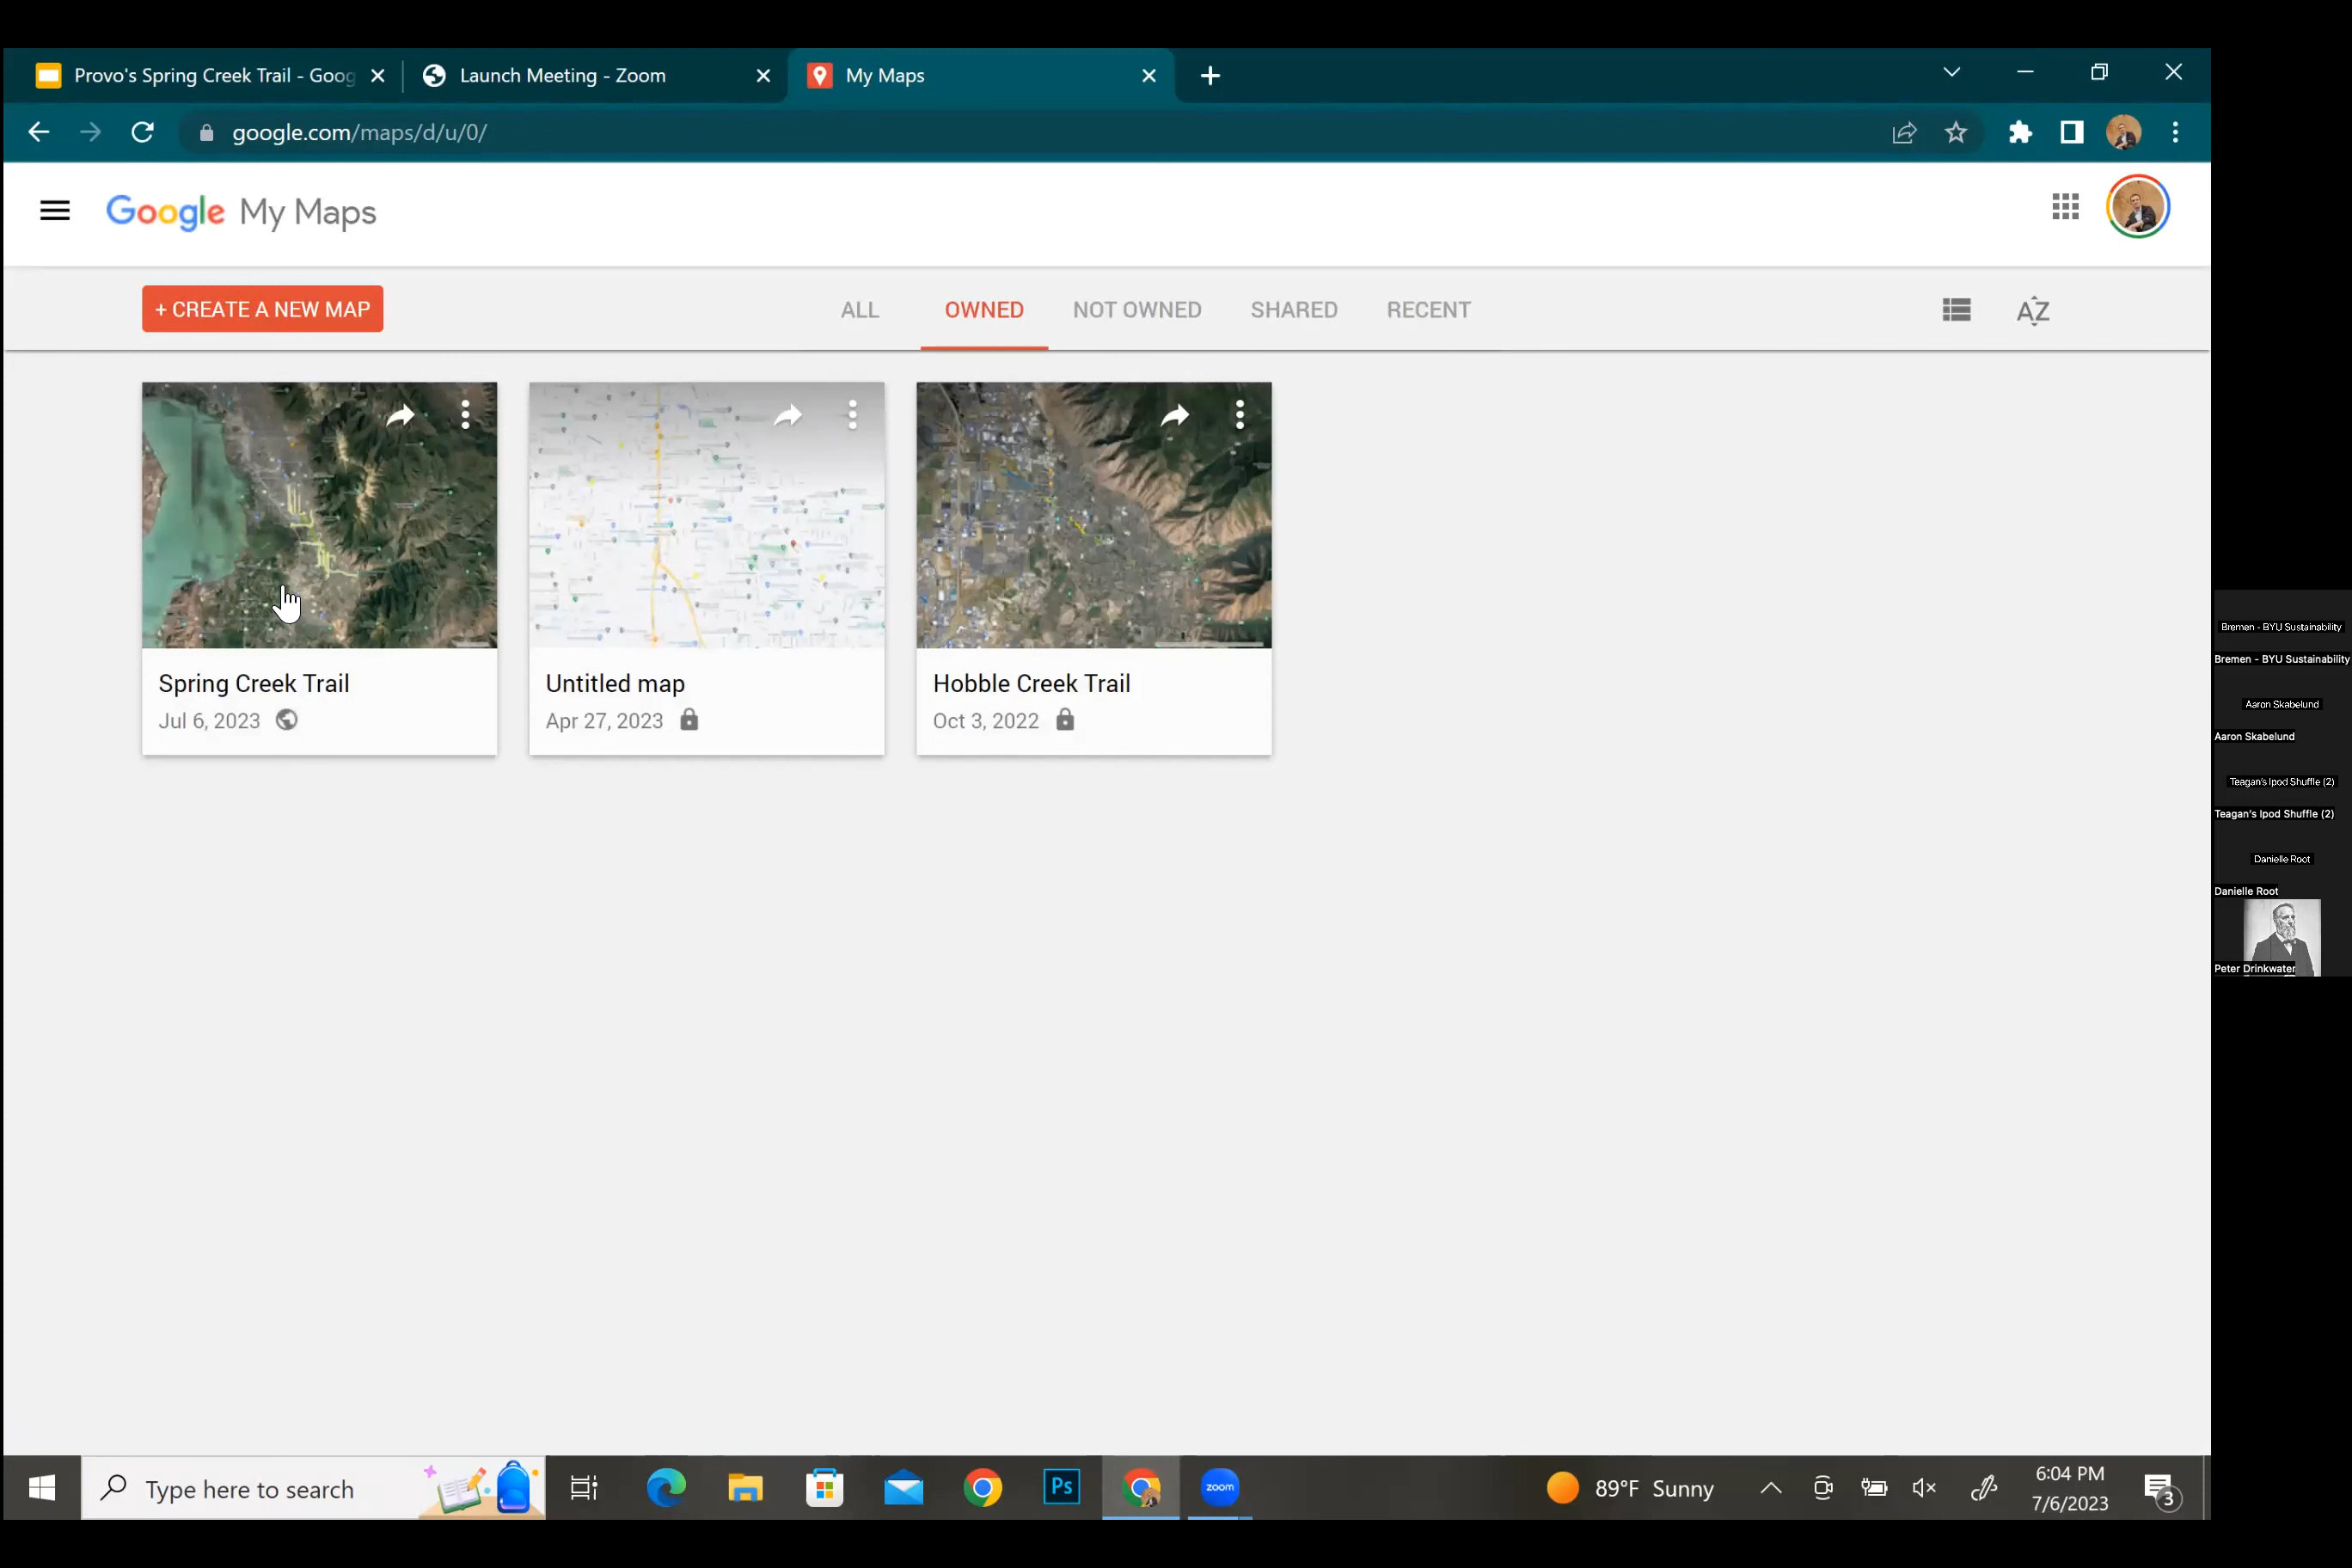 Provo's Spring Creek Trail - Goog
Launch Meeting - Zoom
My Maps
google.com/maps/d/u/0/
Google My Maps
+ CREATE A NEW MAP
ALL
OWNED
NOT OWNED
SHARED
RECENT
AZ
Spring Creek Trail
Jul 6, 2023
Untitled map
Apr 27, 2023
Hobble Creek Trail
Oct 3, 2022
Bremen - BYU Sustainability
Bremen - BYU Sustainability
Aaron Skabelund
Aaron Skabelund
Teagan's Ipod Shuffle (2)
Teagan's Ipod Shuffle (2)
Danielle Root
Danielle Root
Peter Drinkwater
Type here to search
Ps
zoom
89°F Sunny
6:04 PM
7/6/2023
3